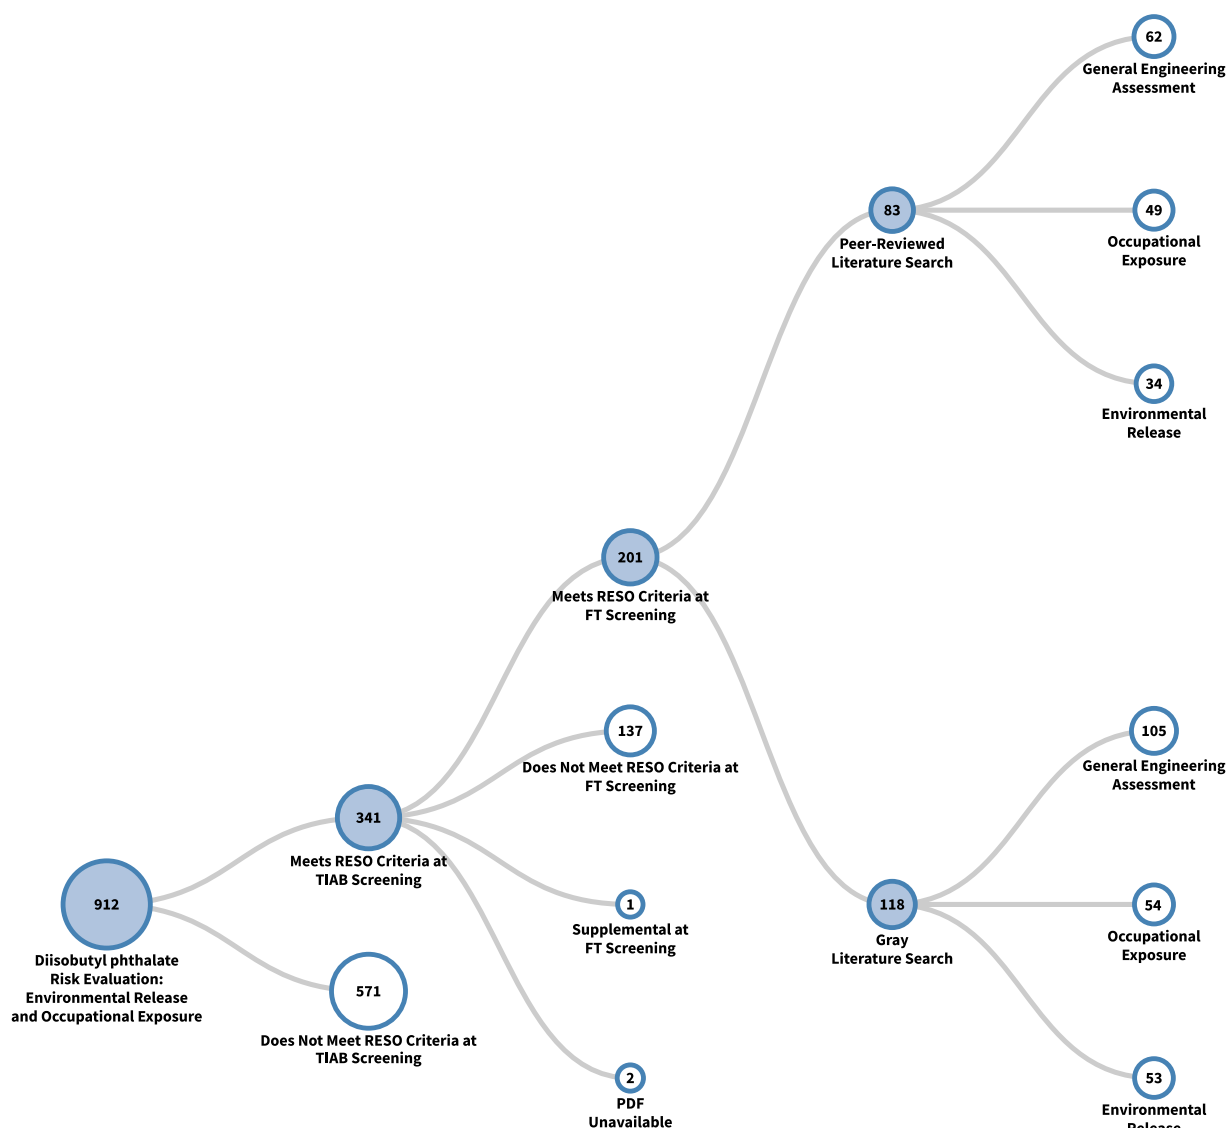 62
General Engineering
Assessment
83
Peer-Reviewed
Literature Search
49
Occupational
Exposure
34
Environmental
Release
201
Meets RESO Criteria at
FT Screening
137
Does Not Meet RESO Criteria at
FT Screening
105
General Engineering
Assessment
341
Meets RESO Criteria at
TIAB Screening
912
Diisobutyl phthalate
Risk Evaluation:
Environmental Release
and Occupational Exposure
1
Supplemental at
FT Screening
118
Gray
Literature Search
54
Occupational
Exposure
571
Does Not Meet RESO Criteria at
TIAB Screening
2
PDF
Unavailable
53
Environmental
Release